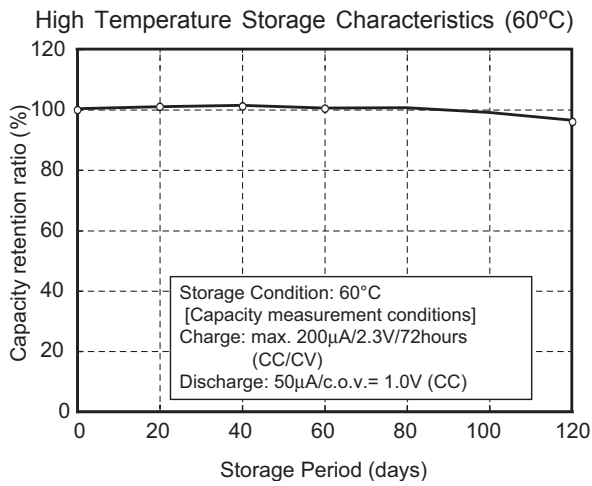 High Temperature Storage Characteristics (60ºC)
Capacity retention ratio (%)
120
100
80
60
40
20
0
Storage Condition: 60°C
[Capacity measurement conditions]
Charge: max. 200μA/2.3V/72hours
(CC/CV)
Discharge: 50μA/c.o.v.= 1.0V (CC)
0 20 40 60 80 100 120
Storage Period (days)